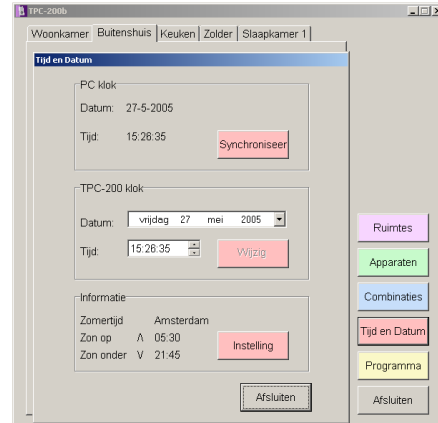 TPC-200b
Woonkamer Buitenshuis Keuken Zolder Slaapkamer 1
Tijd en Datum
PC klok
Datum: 27-5-2005
Tijd: 15:26:35
Synchroniseer
TPC-200 klok
Datum: vrijdag 27 mei 2005
Tijd: 15:26:35
Wijzig
Informatie
Zomertijd Amsterdam
Zon op Λ 05:30
Zon onder V 21:45
Instelling
Afsluiten
Ruimtes
Apparaten
Combinaties
Tijd en Datum
Programma
Afsluiten